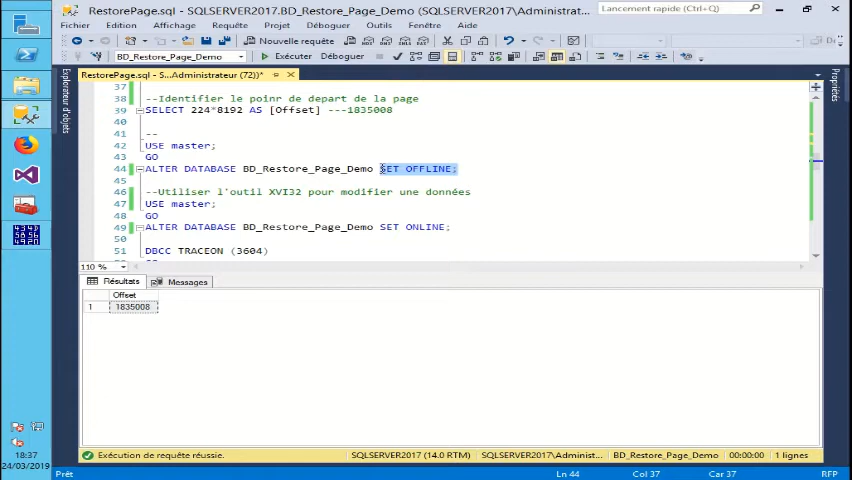 RestorePage.sql - SQLSERVER2017.BD_Restore_Page_Demo (SQLSERVER2017\Administrat...
Lancement rapide (Ctrl+Q)
Fichier Edition Affichage Requête Projet Déboguer Outils Fenêtre Aide
Nouvelle requête
BD_Restore_Page_Demo Exécuter Déboguer
RestorePage.sql - S...Administrateur (72))*
Explorateur d'objets
Propriétés
37
38 --Identifier le poinr de depart de la page
39 SELECT 224*8192 AS [Offset] ---1835008
40
41 --
42 USE master;
43 GO
44 ALTER DATABASE BD_Restore_Page_Demo SET OFFLINE;
45
46 --Utiliser l'outil XVI32 pour modifier une données
47 USE master;
48 GO
49 ALTER DATABASE BD_Restore_Page_Demo SET ONLINE;
50
51 DBCC TRACEON (3604)
110 %
Résultats Messages
Offset
1 1835008
Exécution de requête réussie. SQLSERVER2017 (14.0 RTM) SQLSERVER2017\Administ... BD_Restore_Page_Demo 00:00:00 1 lignes
Prêt Ln 44 Col 37 Car 37 RFP
18:37
24/03/2019